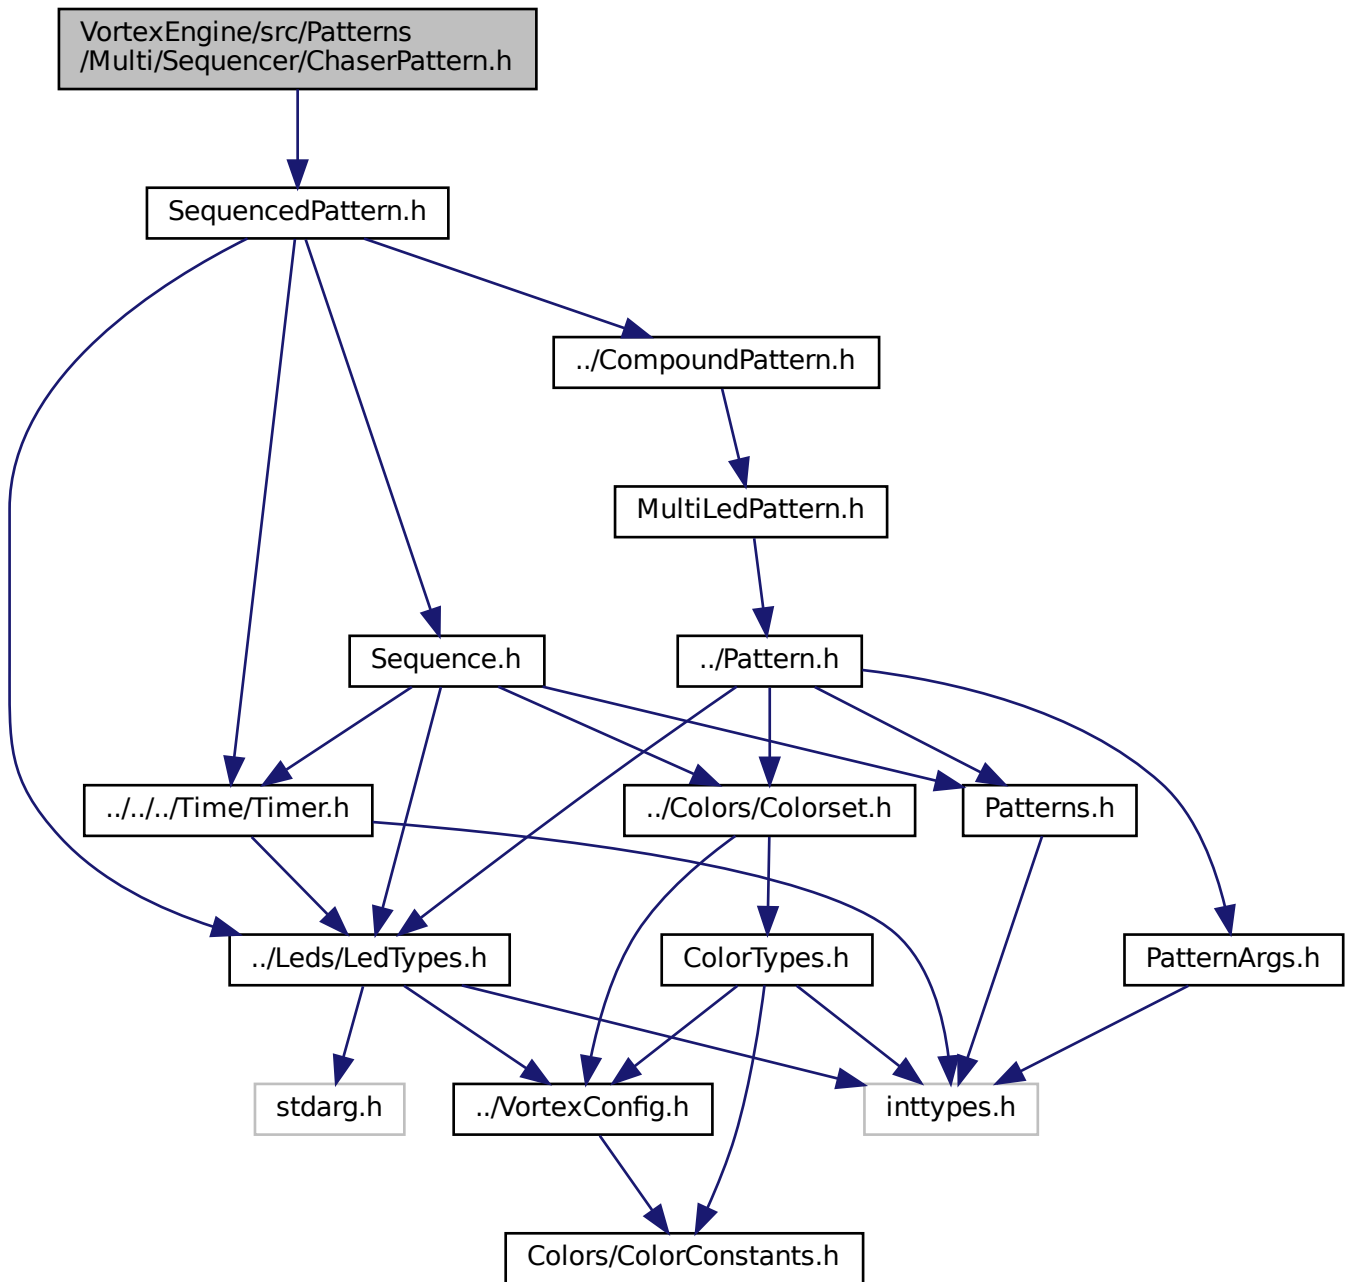 VortexEngine/src/Patterns
/Multi/Sequencer/ChaserPattern.h
SequencedPattern.h
../CompoundPattern.h
MultiLedPattern.h
Sequence.h
../Pattern.h
../../../Time/Timer.h
../Colors/Colorset.h
Patterns.h
../Leds/LedTypes.h
ColorTypes.h
PatternArgs.h
stdarg.h
../VortexConfig.h
inttypes.h
Colors/ColorConstants.h